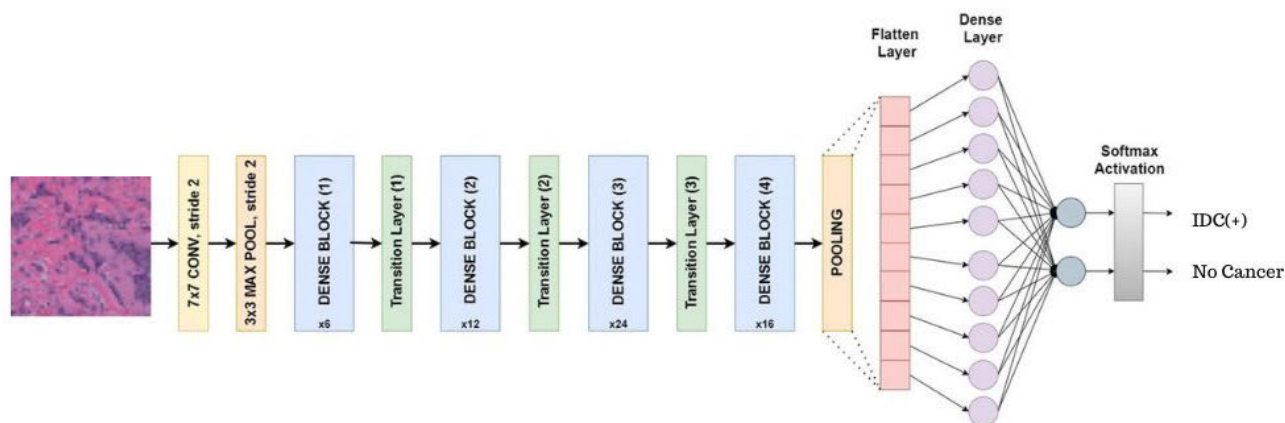 7x7 CONV, stride 2
3x3 MAX POOL, stride 2
DENSE BLOCK (1)
x6
Transition Layer (1)
DENSE BLOCK (2)
x12
Transition Layer (2)
DENSE BLOCK (3)
x24
Transition Layer (3)
DENSE BLOCK (4)
x16
POOLING
Flatten
Layer
Dense
Layer
Softmax
Activation
IDC(+)
No Cancer